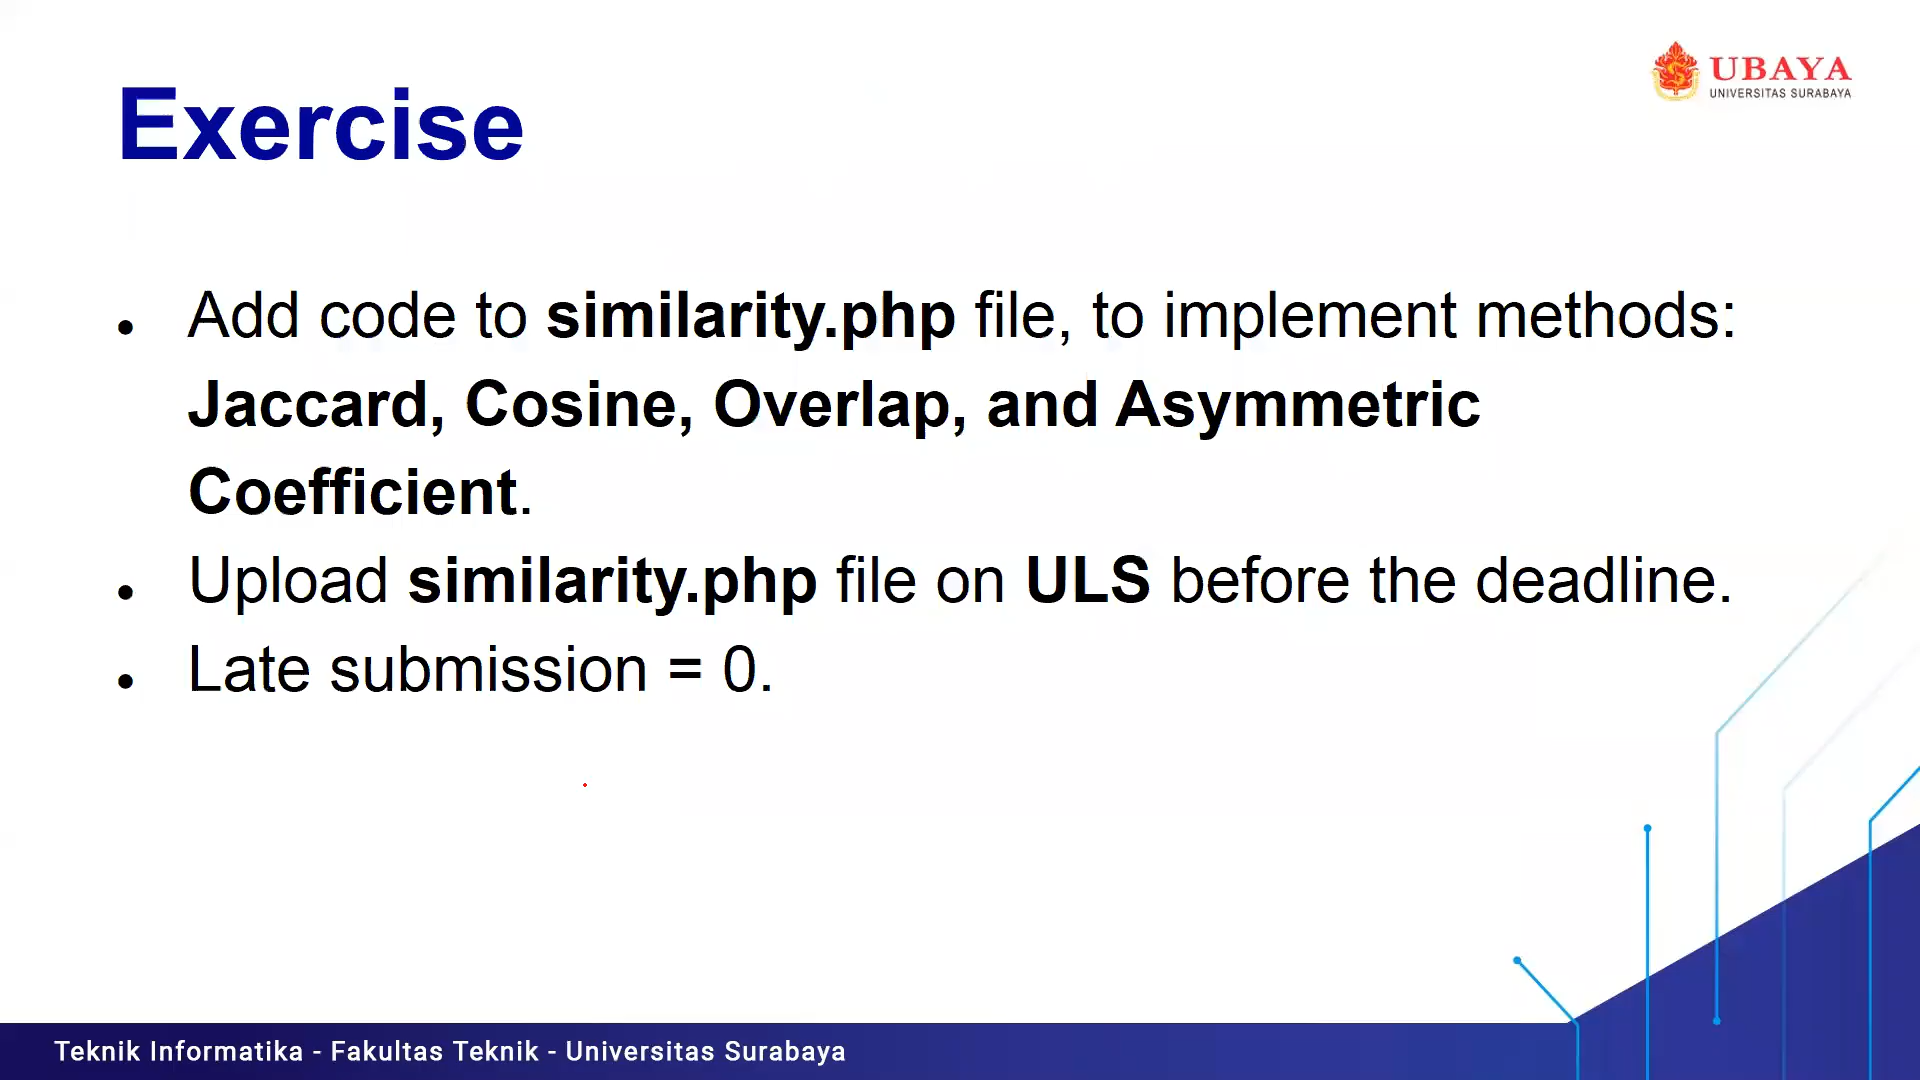 UBAYA
UNIVERSITAS SURABAYA
Exercise
• Add code to similarity.php file, to implement methods:
Jaccard, Cosine, Overlap, and Asymmetric
Coefficient.
• Upload similarity.php file on ULS before the deadline.
• Late submission = 0.
Teknik Informatika - Fakultas Teknik - Universitas Surabaya